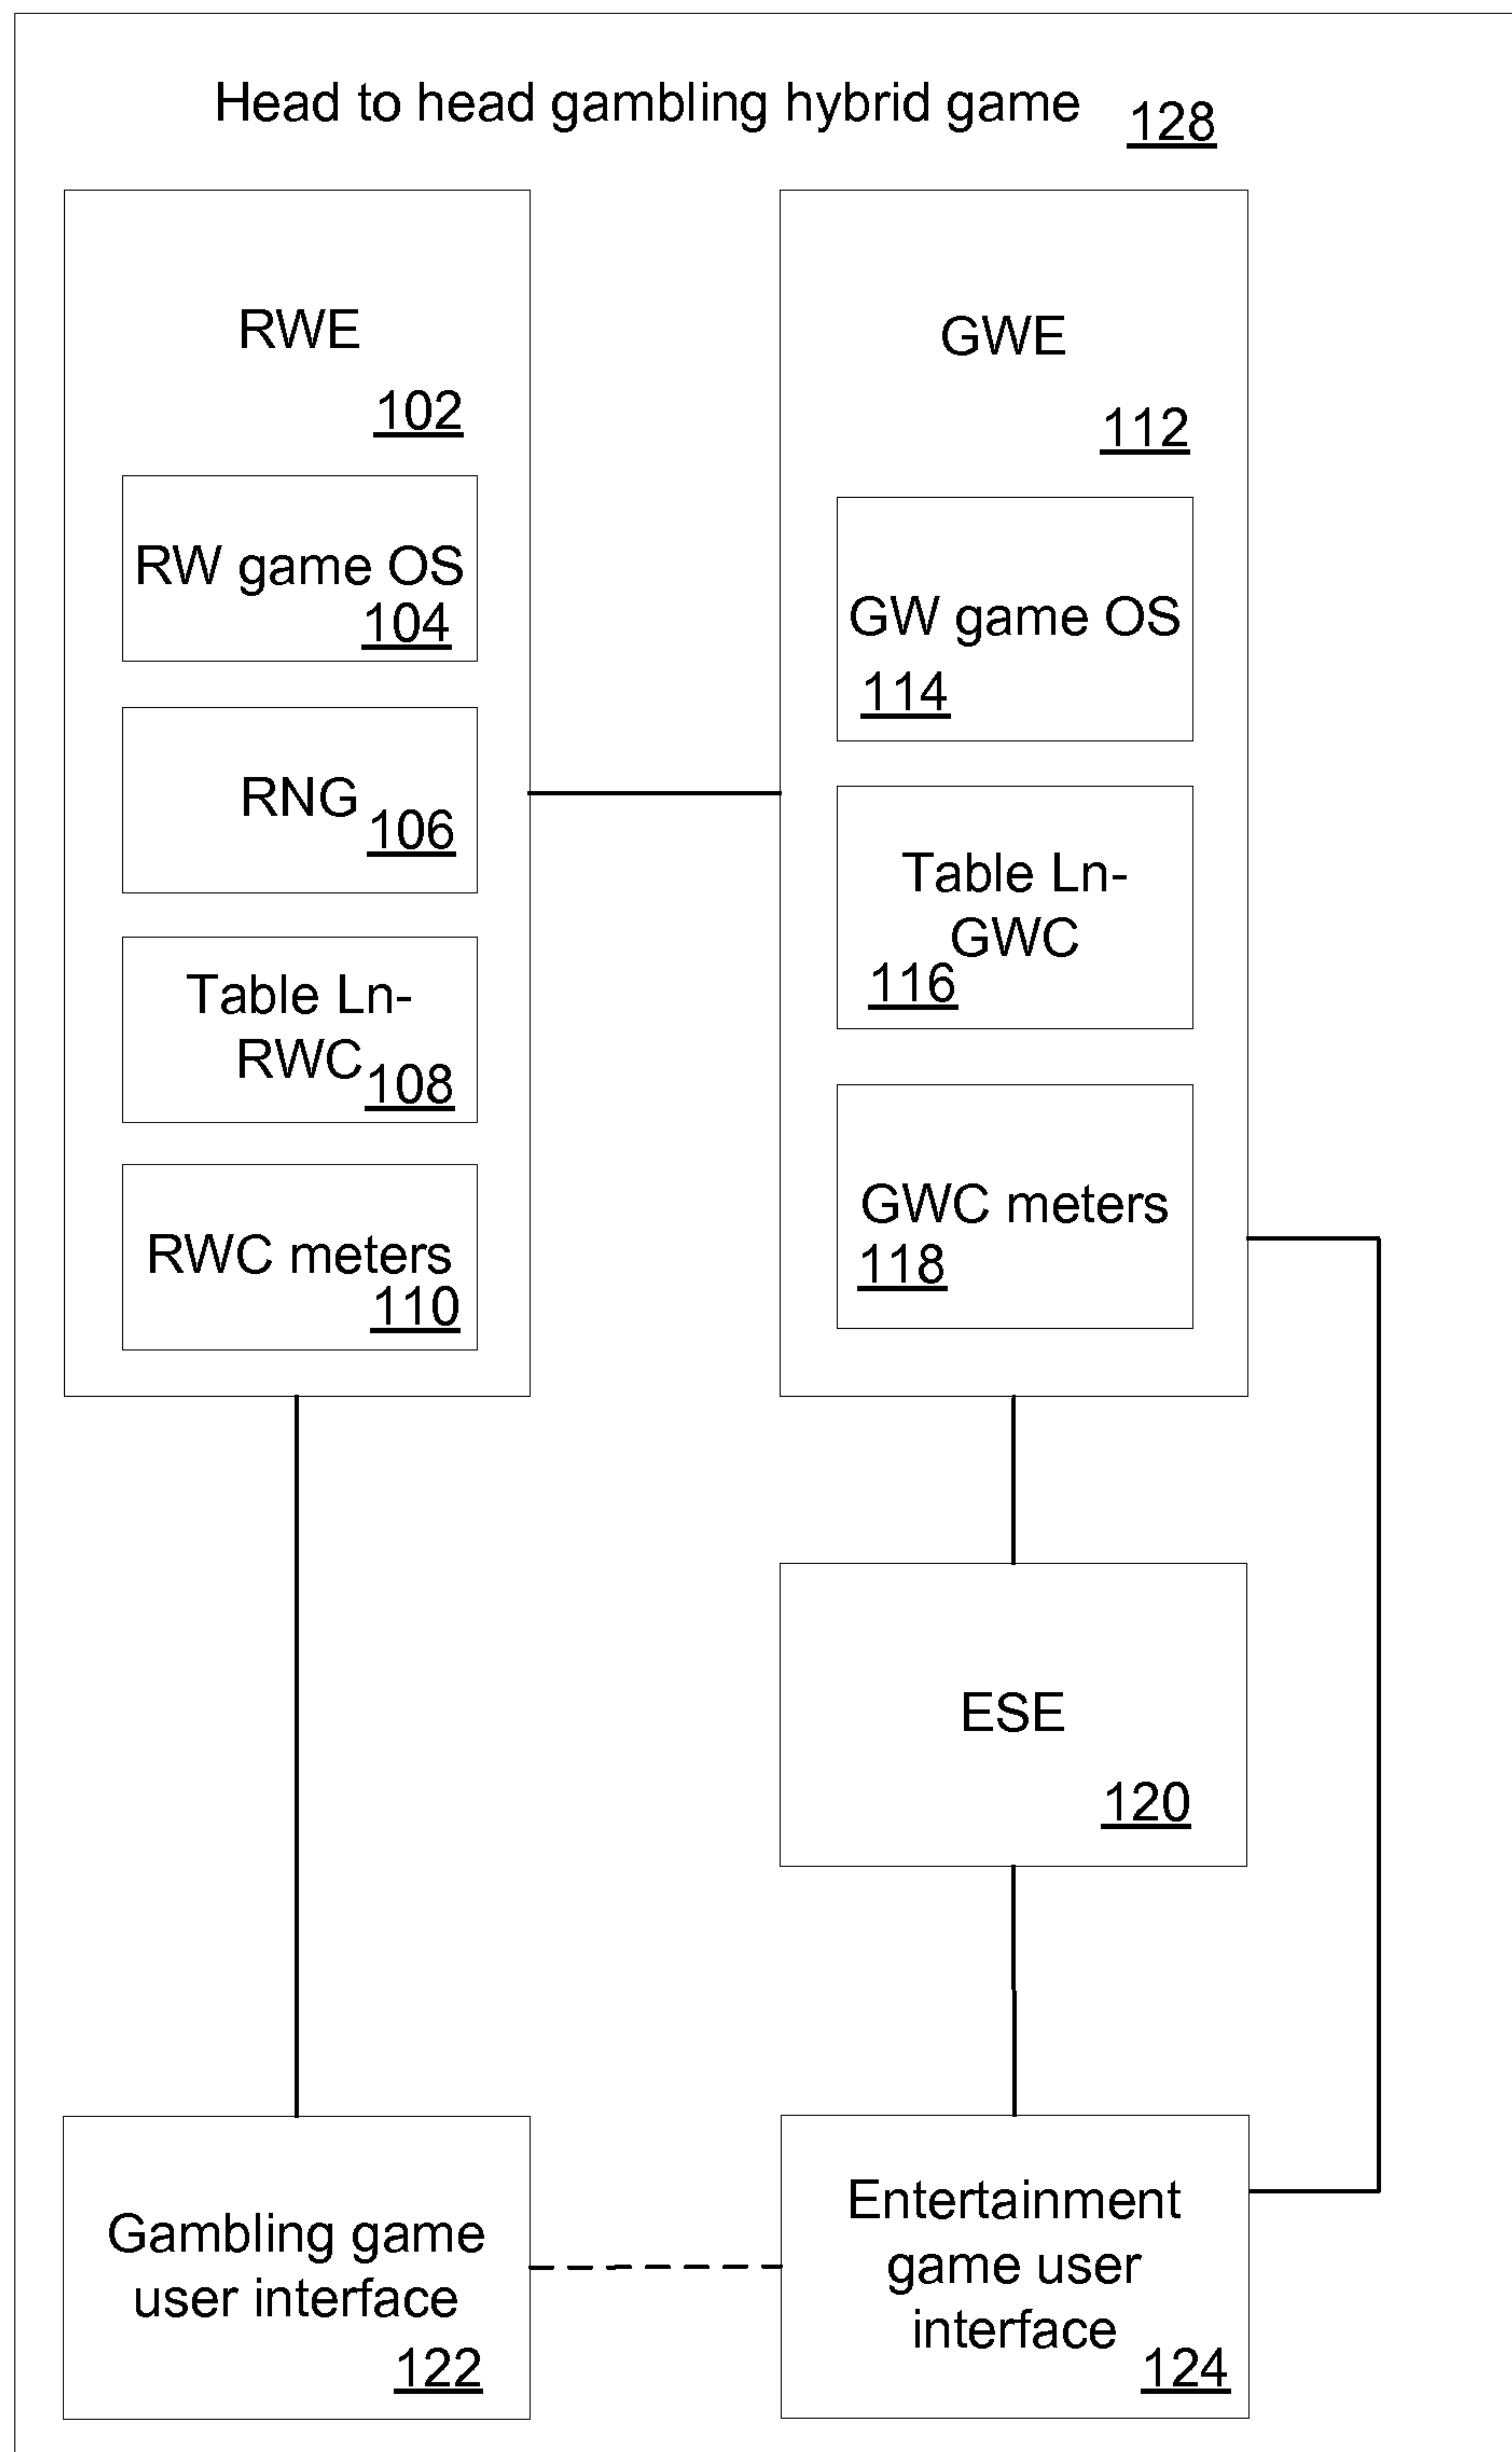 Head to head gambling hybrid game
128
RWE
102
RW game OS
104
RNG
106
Table Ln-
RWC
108
RWC meters
110
GWE
112
GW game OS
114
Table Ln-
GWC
116
GWC meters
118
ESE
120
Gambling game
user interface
122
Entertainment
game user
interface
124